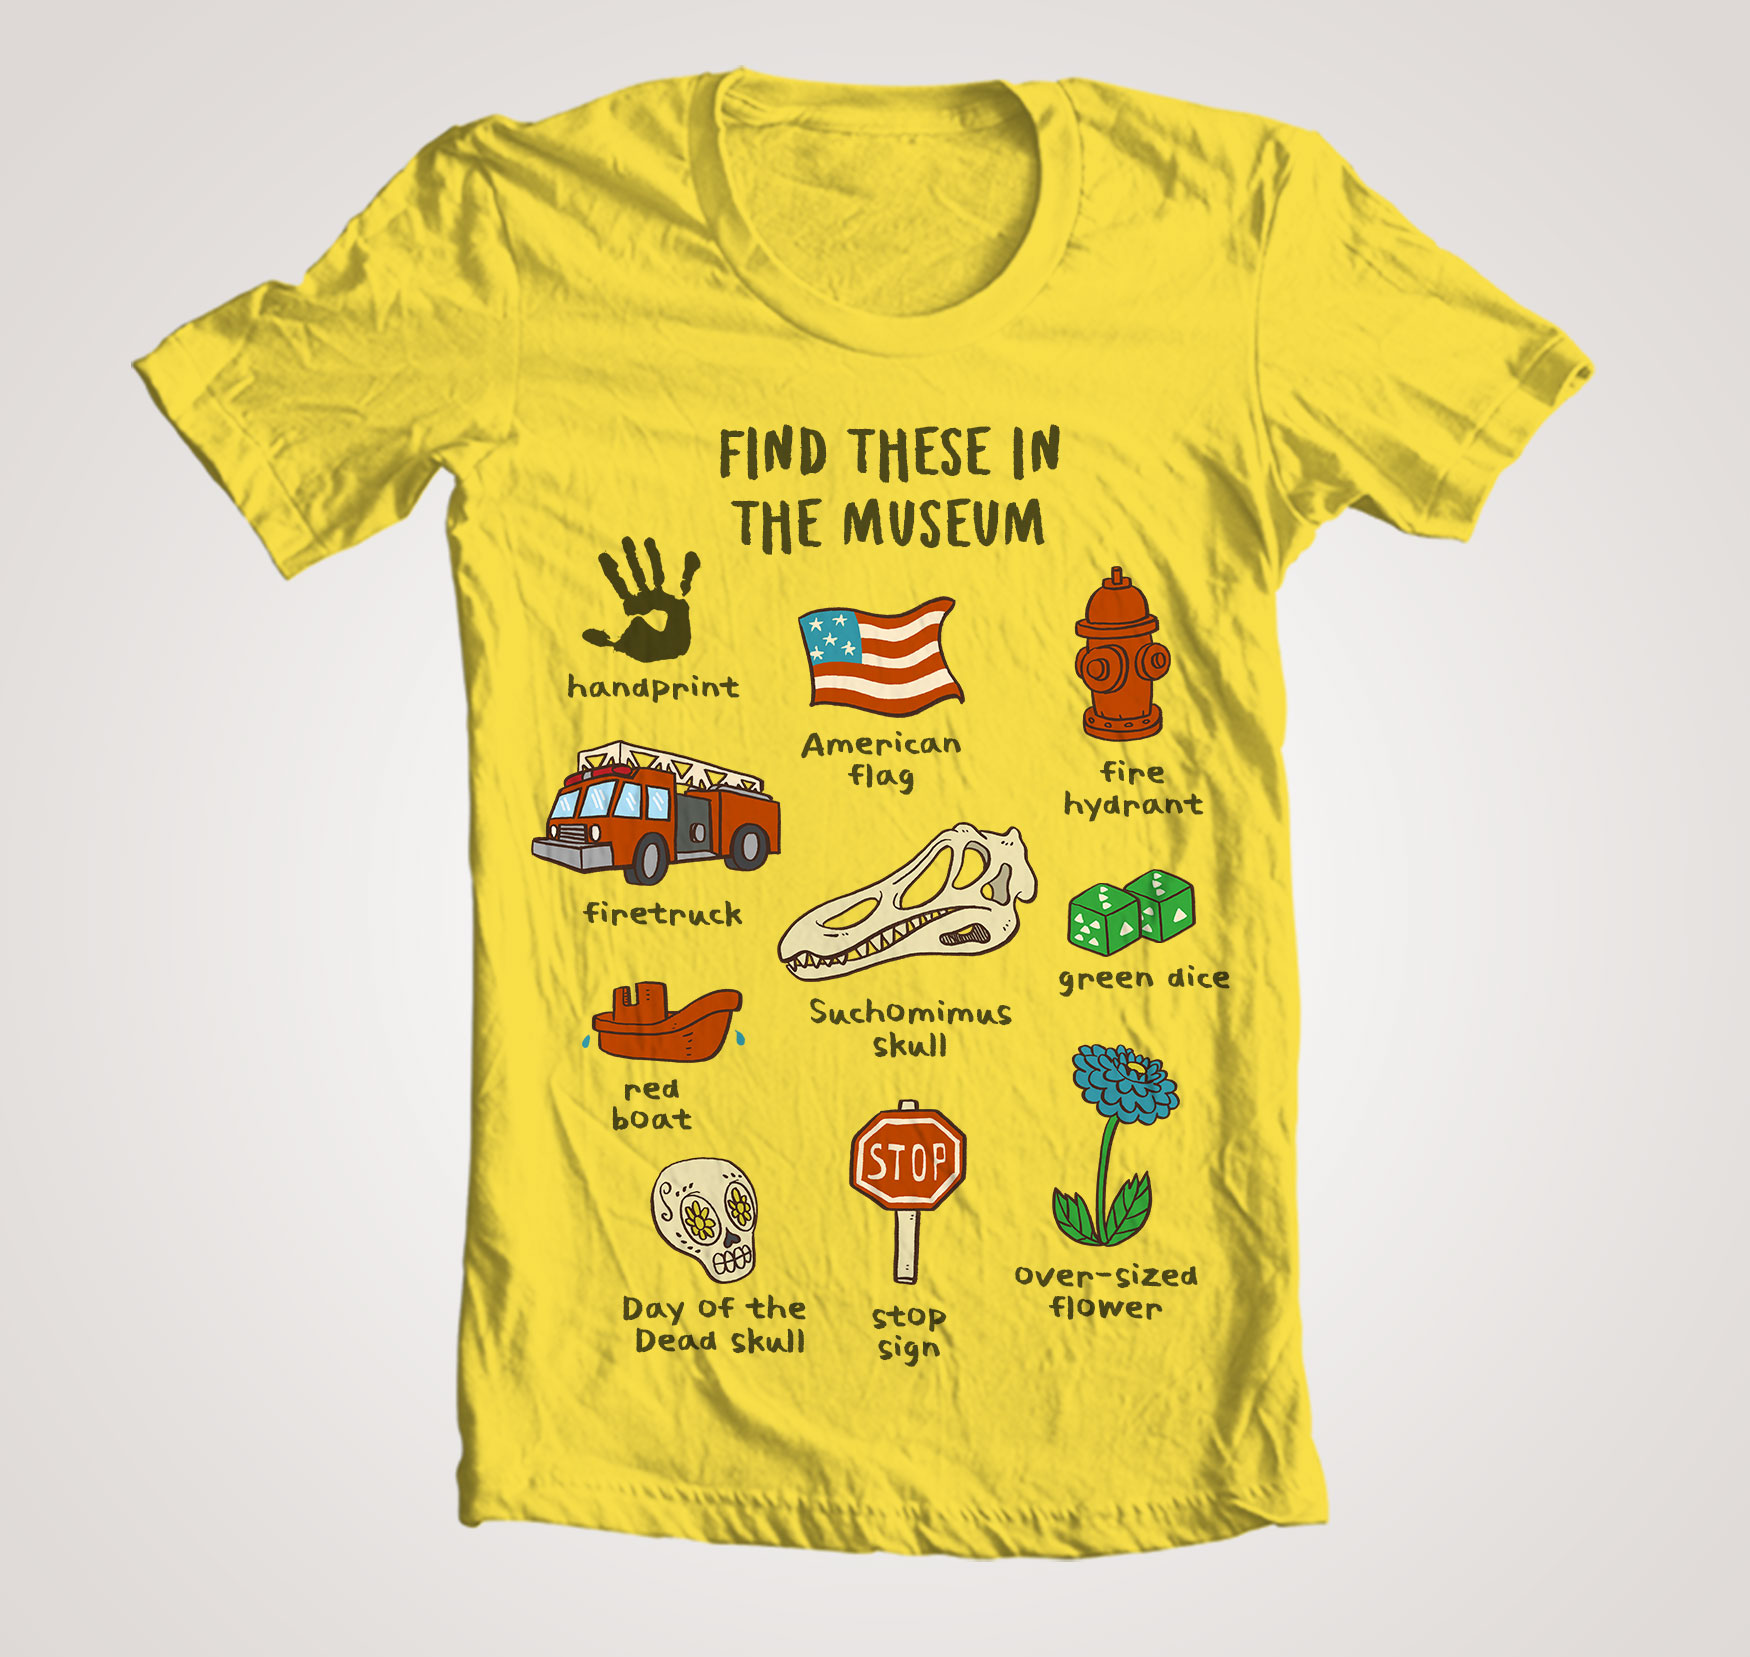 FIND THESE IN
THE MUSEUM
handprint
American
flag
fire
hydrant
firetruck
Suchomimus
skull
green dice
red
boat
STOP
Day of the
Dead skull
stop
sign
over-sized
flower